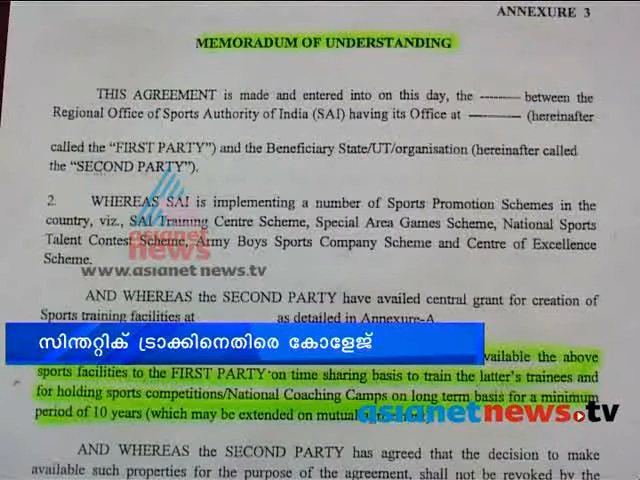 ANNEXURE 3
MEMORADUM OF UNDERSTANDING
THIS AGREEMENT is made and entered into on this day, the -------- between the
Regional Office of Sports Authority of India (SAI) having its Office at ---------- (hereinafter
called the “FIRST PARTY”) and the Beneficiary State/UT/organisation (hereinafter called
the “SECOND PARTY”).
2. WHEREAS SAI is implementing a number of Sports Promotion Schemes in the
country, viz., SAI Training Centre Scheme, Special Area Games Scheme, National Sports
Talent Contest Scheme, Army Boys Sports Company Scheme and Centre of Excellence
Scheme.
asianet
news
www.asianetnews.tv
AND WHEREAS the SECOND PARTY have availed central grant for creation of
Sports training facilities at ________ as detailed in Annexure-A.
സിന്തറ്റിക് ട്രാക്കിനെതിരെ കോളേജ്
available the above
sports facilities to the FIRST PARTY on time sharing basis to train the latter's trainees and
for holding sports competitions/National Coaching Camps on long term basis for a minimum
period of 10 years (which may be extended on mutual
asianetnews.tv
AND WHEREAS the SECOND PARTY has agreed that the decision to make
available such properties for the purpose of the agreement, shall not be revoked by the